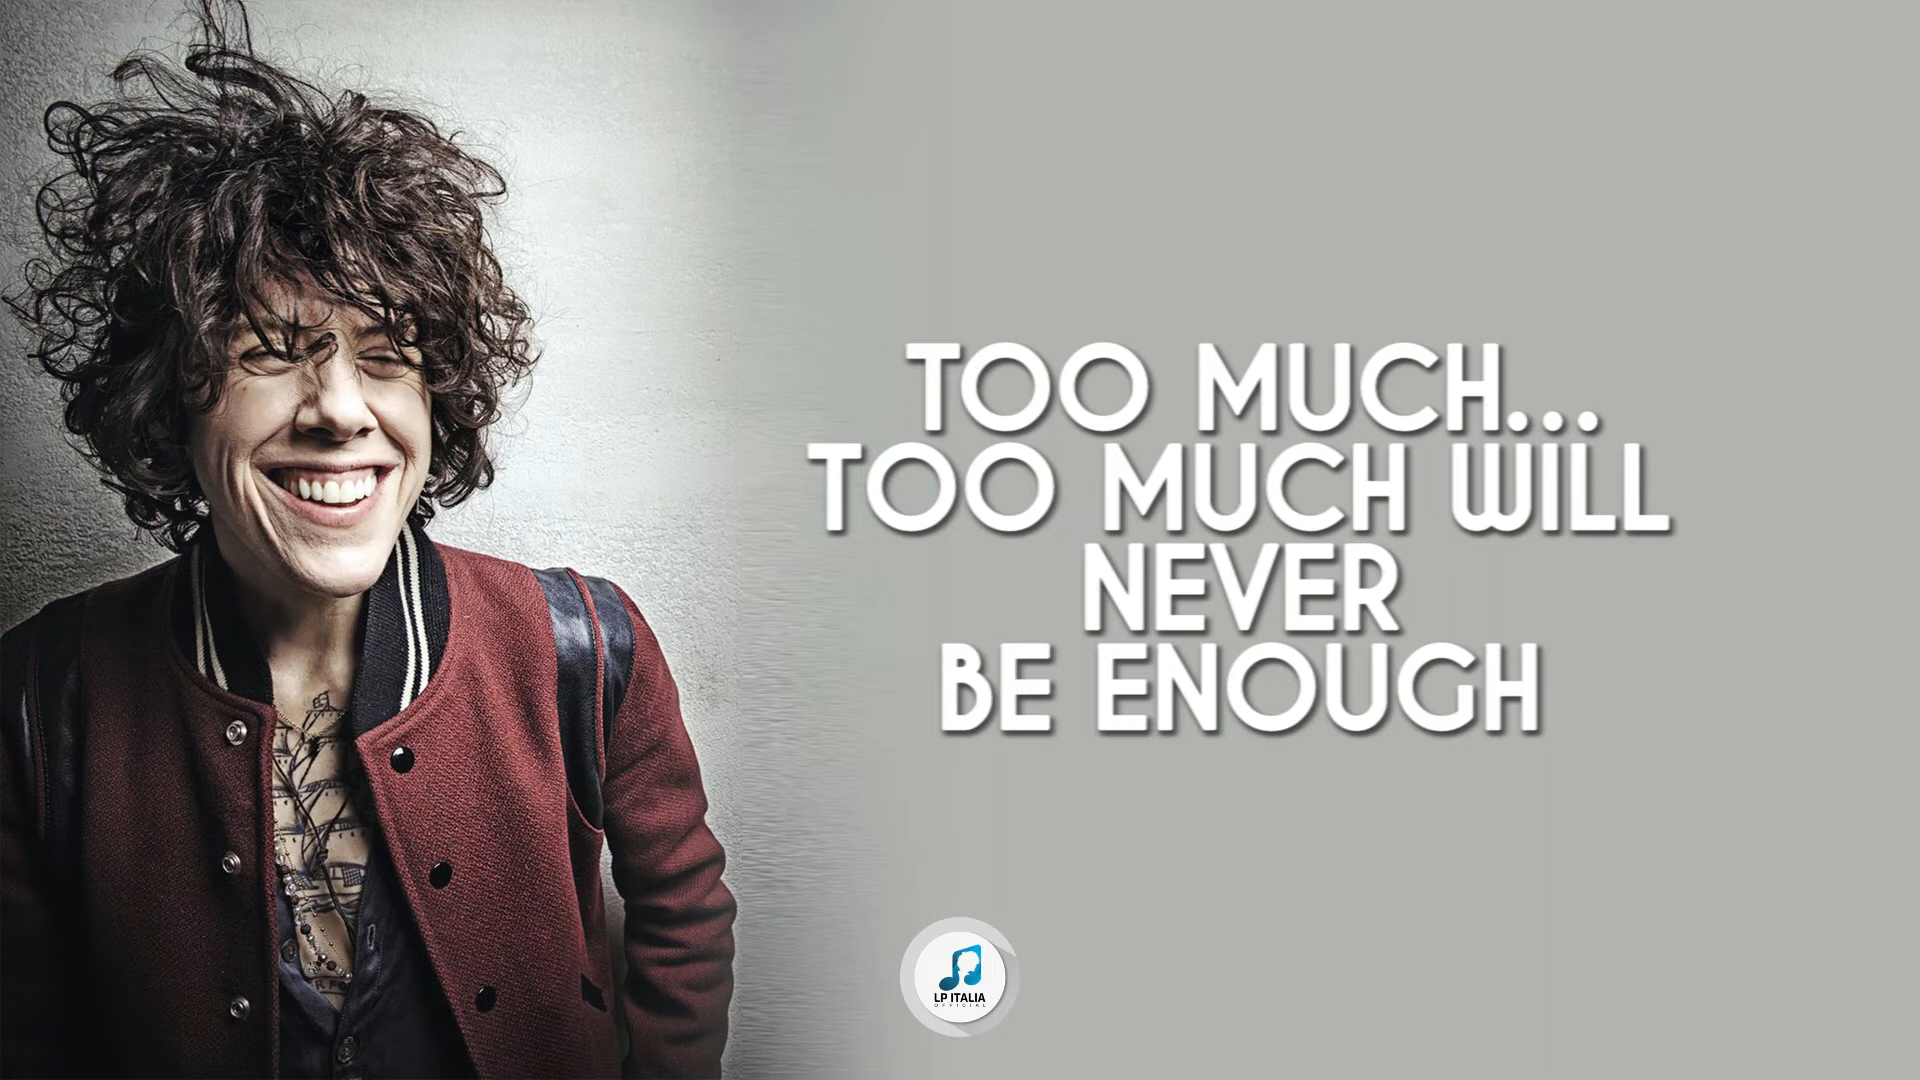 TOO MUCH...
TOO MUCH WILL
NEVER
BE ENOUGH
LP ITALIA
OFFICIAL